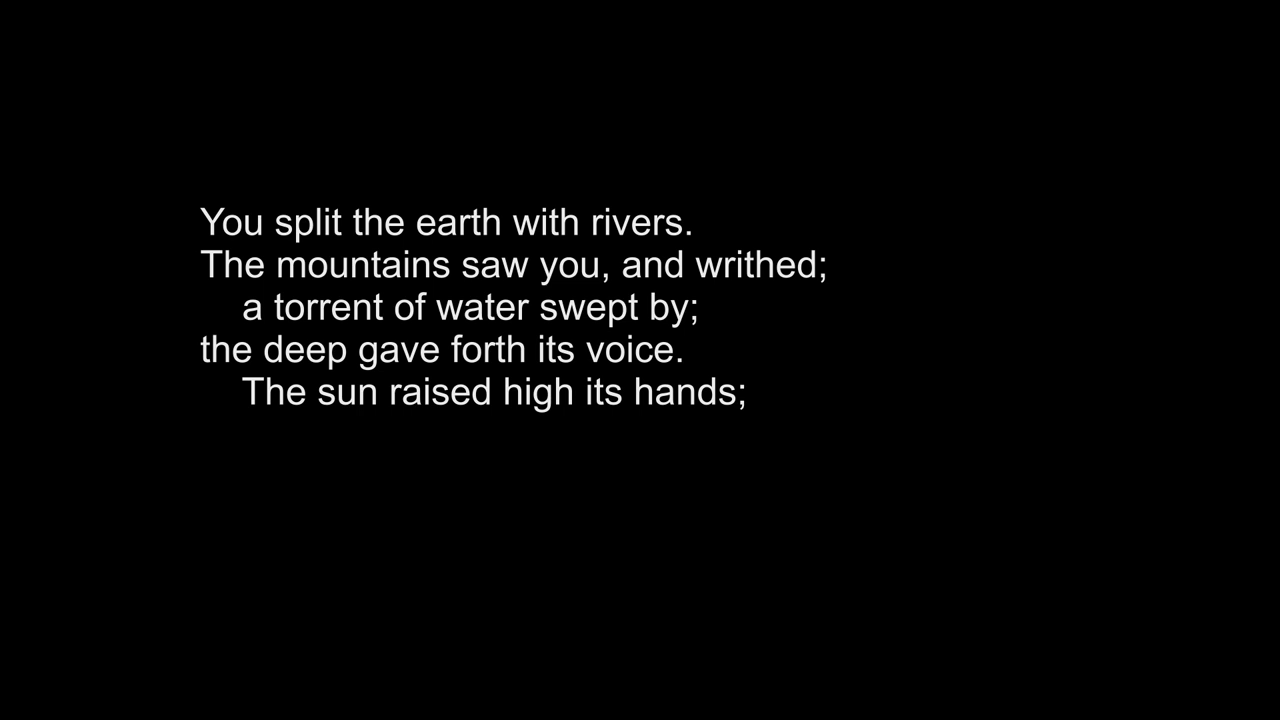 You split the earth with rivers.
The mountains saw you, and writhed;
a torrent of water swept by;
the deep gave forth its voice.
The sun raised high its hands;